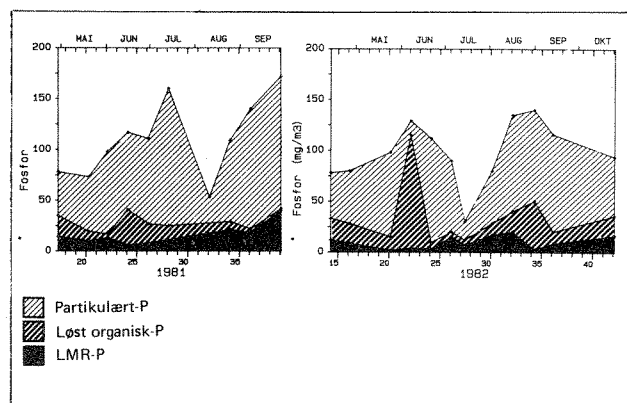 MAI JUN JUL AUG SEP
200
150
100
50
0
Fosfor
20 25 30 35
1981
MAI JUN JUL AUG SEP OKT
200
150
100
50
0
Fosfor (mg/m3)
15 20 25 30 35 40
1982
Partikulært-P
Løst organisk-P
LMR-P